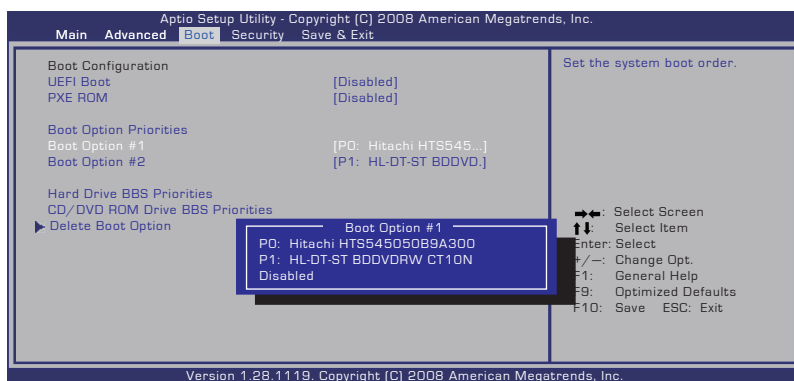 Aptio Setup Utility - Copyright (C) 2008 American Megatrends, Inc.
Main Advanced Boot Security Save & Exit
Boot Configuration
UEFI Boot [Disabled]
PXE ROM [Disabled]
Boot Option Priorities
Boot Option #1 [P0: Hitachi HTS545...]
Boot Option #2 [P1: HL-DT-ST BDDVD.]
Hard Drive BBS Priorities
CD/DVD ROM Drive BBS Priorities
Delete Boot Option
Boot Option #1
P0: Hitachi HTS545050B9A300
P1: HL-DT-ST BDDVDRW CT10N
Disabled
Set the system boot order.
→←: Select Screen
↑↓: Select Item
Enter: Select
+/—: Change Opt.
F1: General Help
F9: Optimized Defaults
F10: Save ESC: Exit
Version 1.28.1119. Copyright (C) 2008 American Megatrends, Inc.